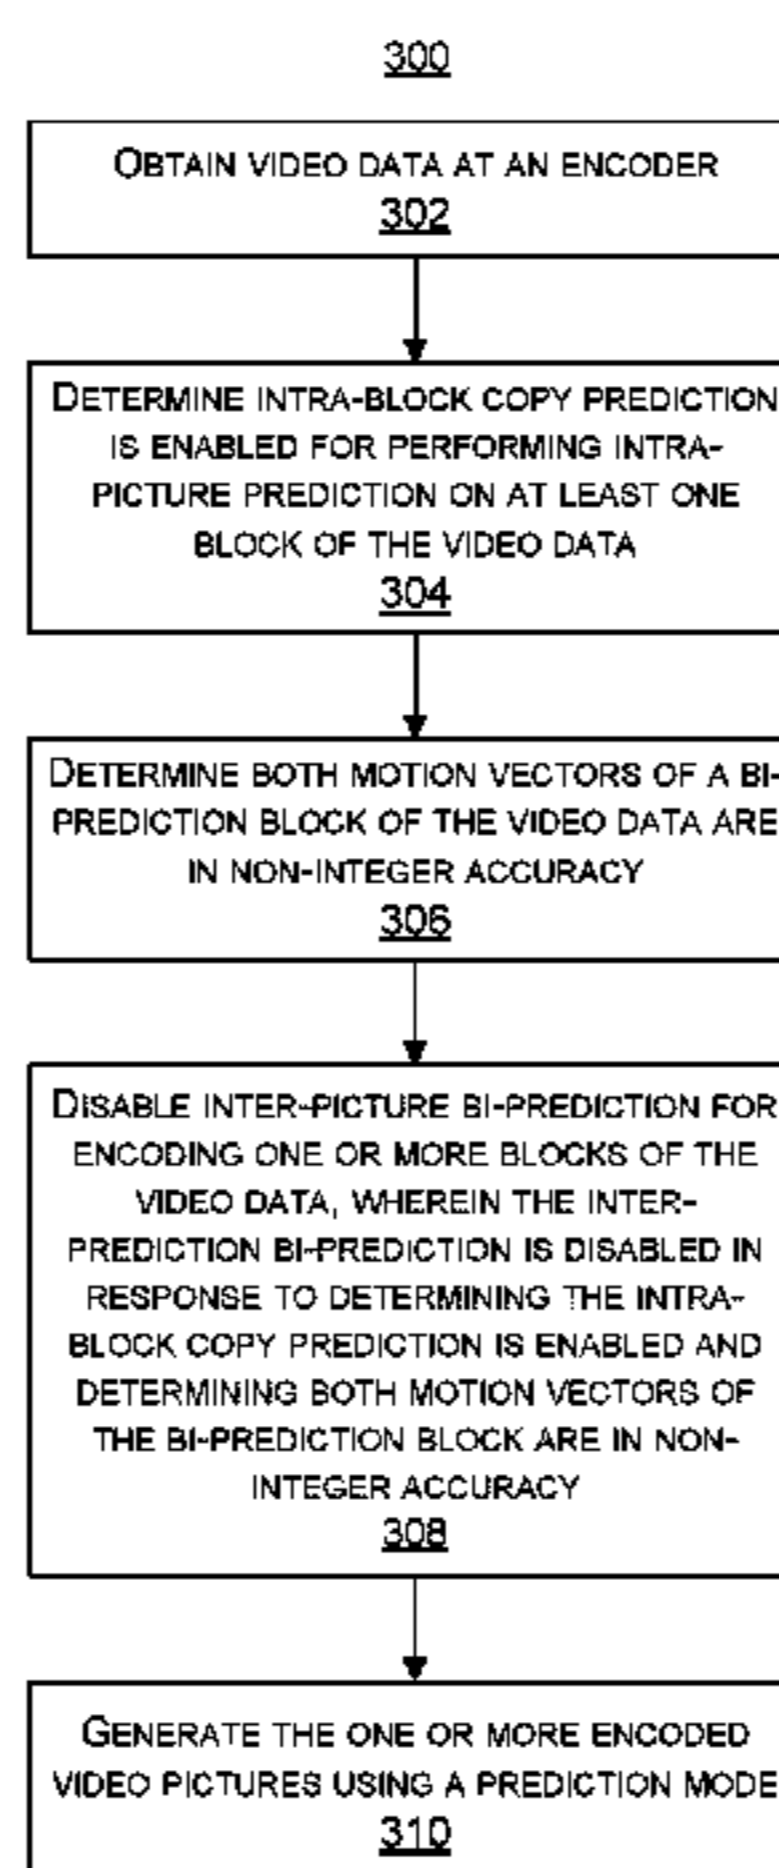 300
OBTAIN VIDEO DATA AT AN ENCODER
302
DETERMINE INTRA-BLOCK COPY PREDICTION
IS ENABLED FOR PERFORMING INTRA-
PICTURE PREDICTION ON AT LEAST ONE
BLOCK OF THE VIDEO DATA
304
DETERMINE BOTH MOTION VECTORS OF A BI-
PREDICTION BLOCK OF THE VIDEO DATA ARE
IN NON-INTEGER ACCURACY
306
DISABLE INTER-PICTURE BI-PREDICTION FOR
ENCODING ONE OR MORE BLOCKS OF THE
VIDEO DATA, WHEREIN THE INTER-
PREDICTION BI-PREDICTION IS DISABLED IN
RESPONSE TO DETERMINING THE INTRA-
BLOCK COPY PREDICTION IS ENABLED AND
DETERMINING BOTH MOTION VECTORS OF
THE BI-PREDICTION BLOCK ARE IN NON-
INTEGER ACCURACY
308
GENERATE THE ONE OR MORE ENCODED
VIDEO PICTURES USING A PREDICTION MODE
310